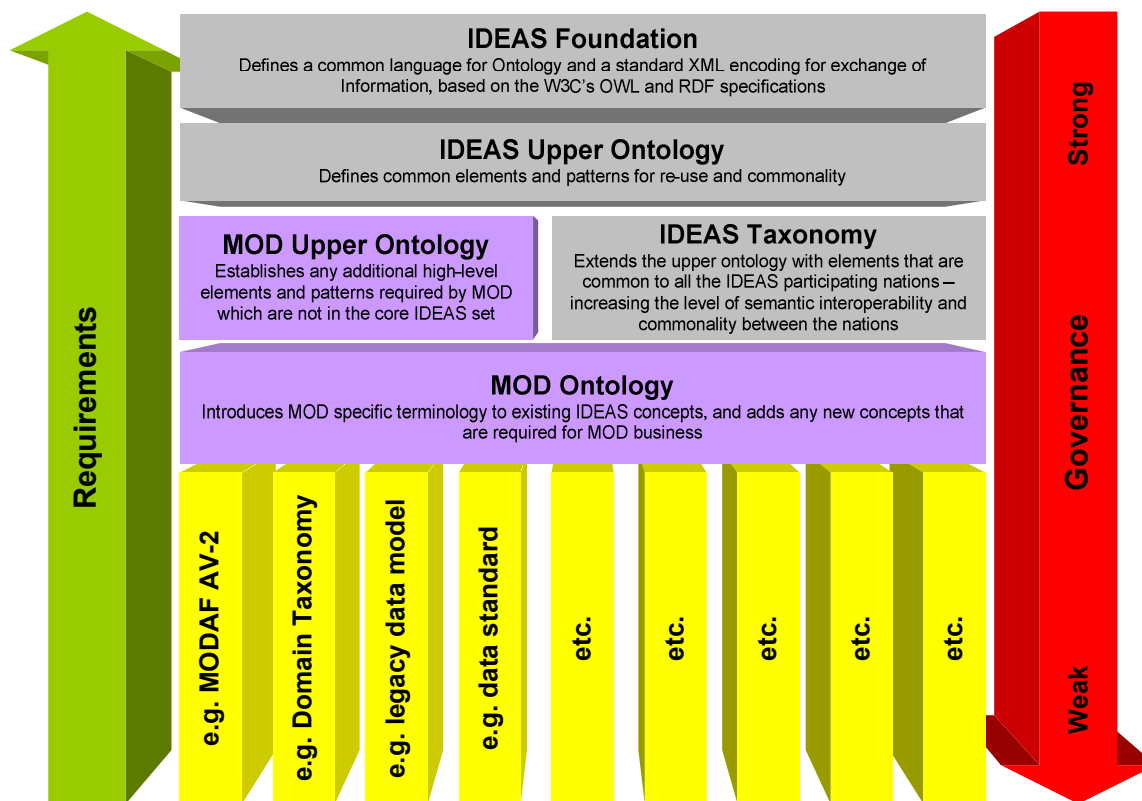 IDEAS Foundation
Defines a common language for Ontology and a standard XML encoding for exchange of
Information, based on the W3C's OWL and RDF specifications
IDEAS Upper Ontology
Defines common elements and patterns for re-use and commonality
MOD Upper Ontology
Establishes any additional high-level
elements and patterns required by MOD
which are not in the core IDEAS set
IDEAS Taxonomy
Extends the upper ontology with elements that are
common to all the IDEAS participating nations –
increasing the level of semantic interoperability and
commonality between the nations
MOD Ontology
Introduces MOD specific terminology to existing IDEAS concepts, and adds any new concepts that
are required for MOD business
Requirements
e.g. MODAF AV-2
e.g. Domain Taxonomy
e.g. legacy data model
e.g. data standard
etc.
etc.
etc.
etc.
etc.
Strong
Governance
Weak